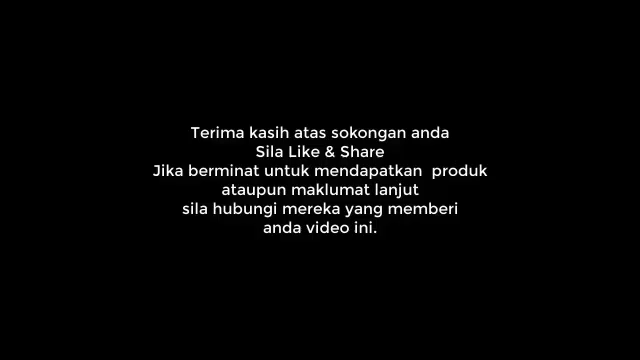 Terima kasih atas sokongan anda
Sila Like & Share
Jika berminat untuk mendapatkan produk
ataupun maklumat lanjut
sila hubungi mereka yang memberi
anda video ini.